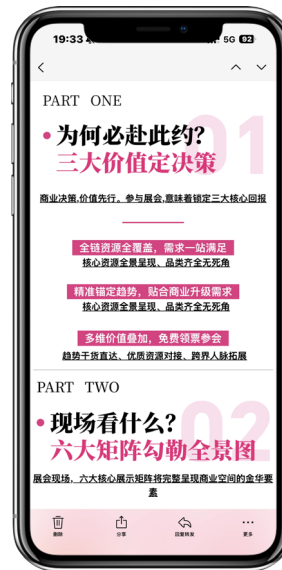 19:33
5G 92
PART ONE
01
• 为何必赴此约?
三大价值定决策
商业决策,价值先行。参与展会,意味着锁定三大核心回报
全链资源全覆盖，需求一站满足
核心资源全景呈现、品类齐全无死角
精准锚定趋势，贴合商业升级需求
核心资源全景呈现、品类齐全无死角
多维价值叠加，免费领票参会
趋势干货直达、优质资源对接、跨界人脉拓展
PART TWO
02
• 现场看什么?
六大矩阵勾勒全景图
展会现场，六大核心展示矩阵将完整呈现商业空间的金华要
素
删除 分享 回复转发 更多